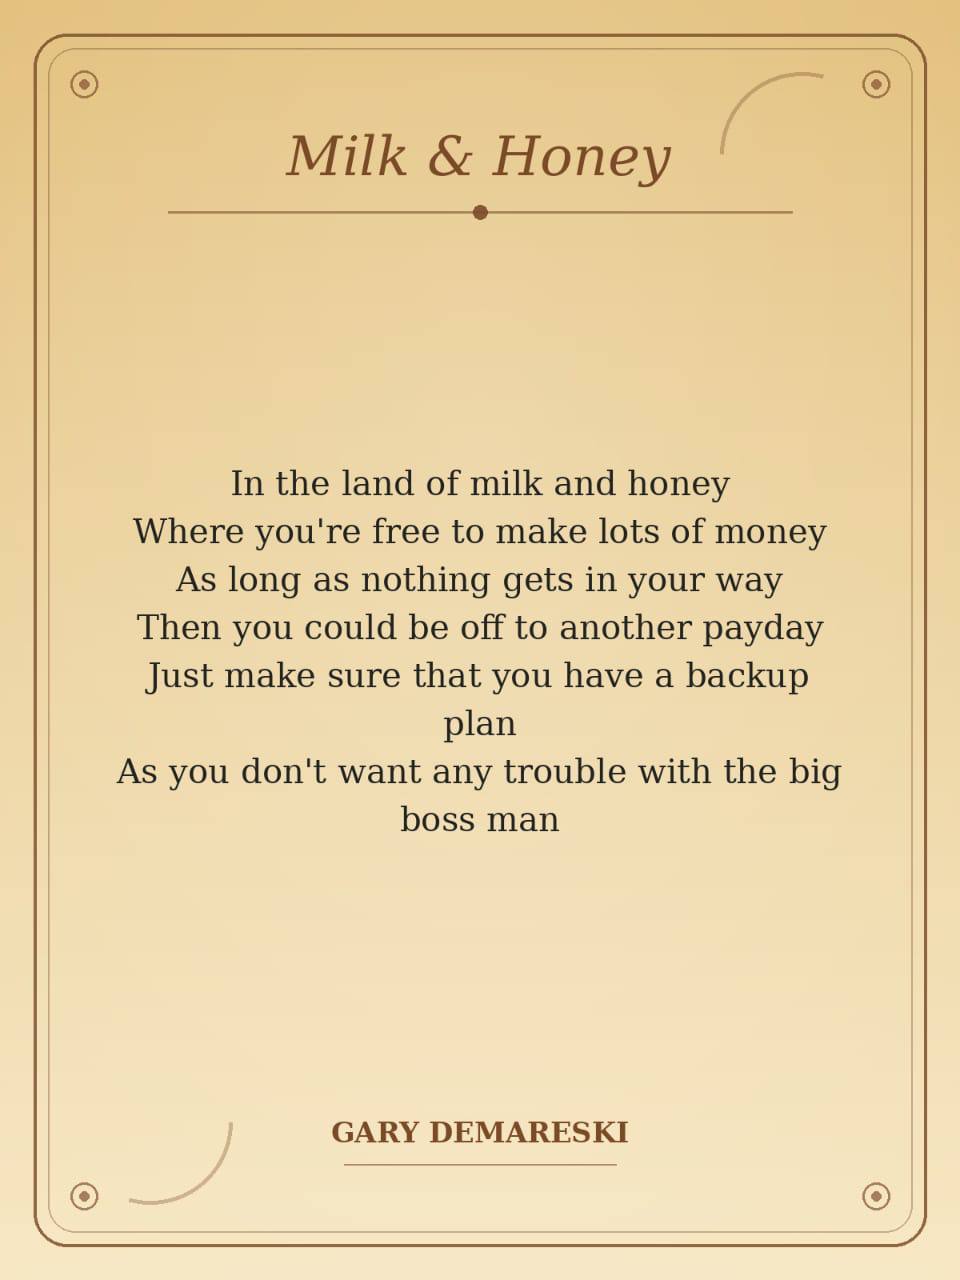 Milk & Honey
In the land of milk and honey
Where you're free to make lots of money
As long as nothing gets in your way
Then you could be off to another payday
Just make sure that you have a backup
plan
As you don't want any trouble with the big
boss man
GARY DEMARESKI